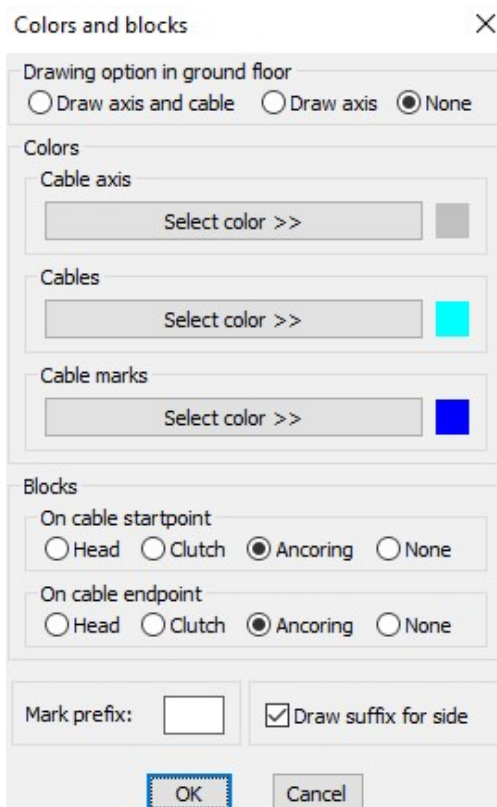 Colors and blocks
Drawing option in ground floor
Draw axis and cable Draw axis None
Colors
Cable axis
Select color >>
Cables
Select color >>
Cable marks
Select color >>
Blocks
On cable startpoint
Head Clutch Ancoring None
On cable endpoint
Head Clutch Ancoring None
Mark prefix: Draw suffix for side
OK Cancel